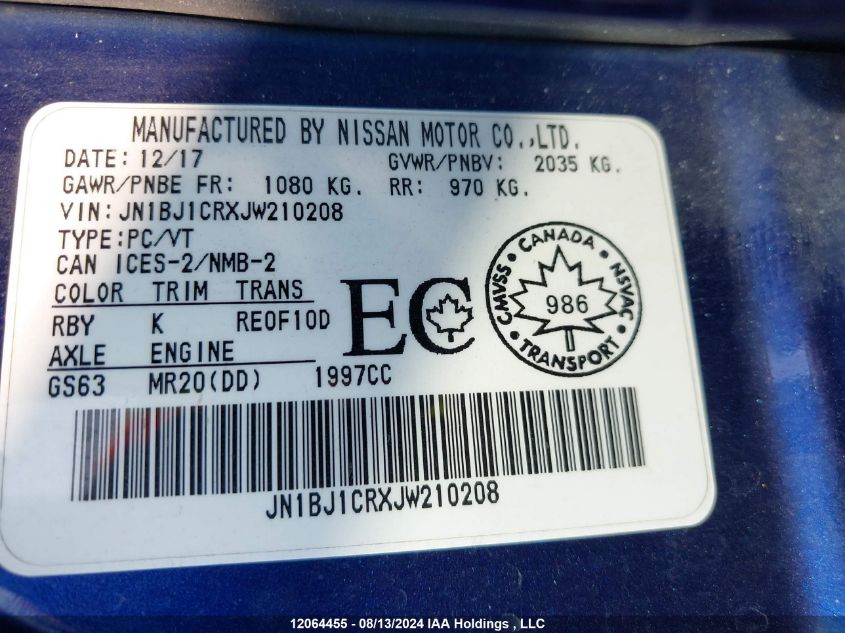 MANUFACTURED BY NISSAN MOTOR CO.,LTD.
DATE: 12/17 GVWR/PNBV: 2035 KG.
GAWR/PNBE FR: 1080 KG. RR: 970 KG.
VIN: JN1BJ1CRXJW210208
TYPE:PC/VT
CAN ICES-2/NMB-2
COLOR TRIM TRANS
RBY K RE0F10D
AXLE ENGINE
GS63 MR20(DD) 1997CC
EC
CANADA
CMVSS 986 NSVAC
TRANSPORT
JN1BJ1CRXJW210208
12064455 - 08/13/2024 IAA Holdings , LLC